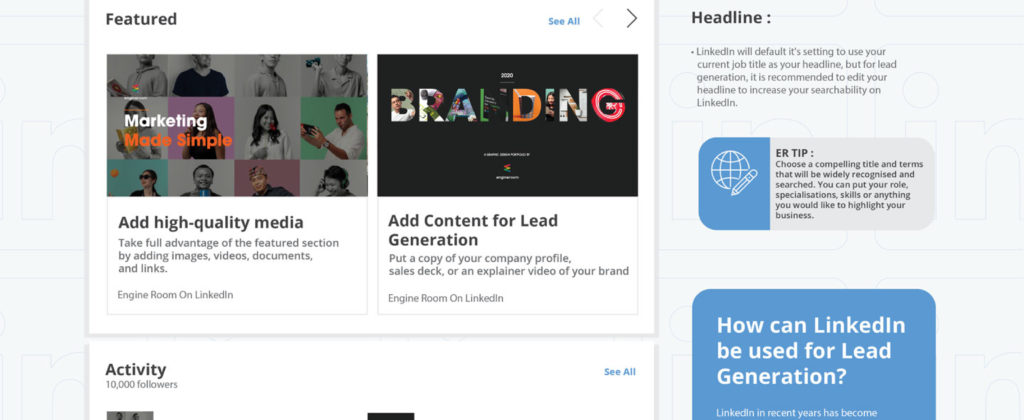 Featured
See All
engineroom
Marketing
Made Simple
2020
BRANDING
A GRAPHIC DESIGN PORTFOLIO BY
engineroom
Add high-quality media
Take full advantage of the featured section
by adding images, videos, documents,
and links.
Engine Room On LinkedIn
Add Content for Lead
Generation
Put a copy of your company profile,
sales deck, or an explainer video of your brand
Engine Room On LinkedIn
Activity
10,000 followers
See All
Headline :
• LinkedIn will default it's setting to use your
current job title as your headline, but for lead
generation, it is recommended to edit your
headline to increase your searchability on
LinkedIn.
ER TIP :
Choose a compelling title and terms
that will be widely recognised and
searched. You can put your role,
specialisations, skills or anything
you would like to highlight your
business.
How can LinkedIn
be used for Lead
Generation?
LinkedIn in recent years has become